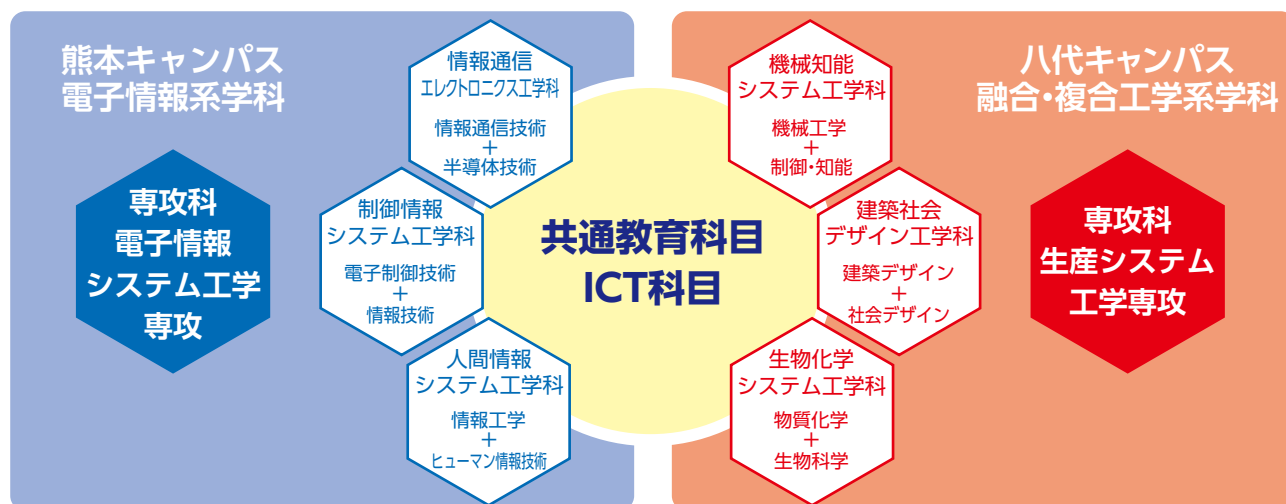 熊本キャンパス
電子情報系学科
専攻科
電子情報
システム工学
専攻
情報通信
エレクトロニクス工学科
情報通信技術
+
半導体技術
制御情報
システム工学科
電子制御技術
+
情報技術
人間情報
システム工学科
情報工学
+
ヒューマン情報技術
共通教育科目
ICT科目
機械知能
システム工学科
機械工学
+
制御・知能
建築社会
デザイン工学科
建築デザイン
+
社会デザイン
生物化学
システム工学科
物質化学
+
生物科学
八代キャンパス
融合・複合工学系学科
専攻科
生産システム
工学専攻